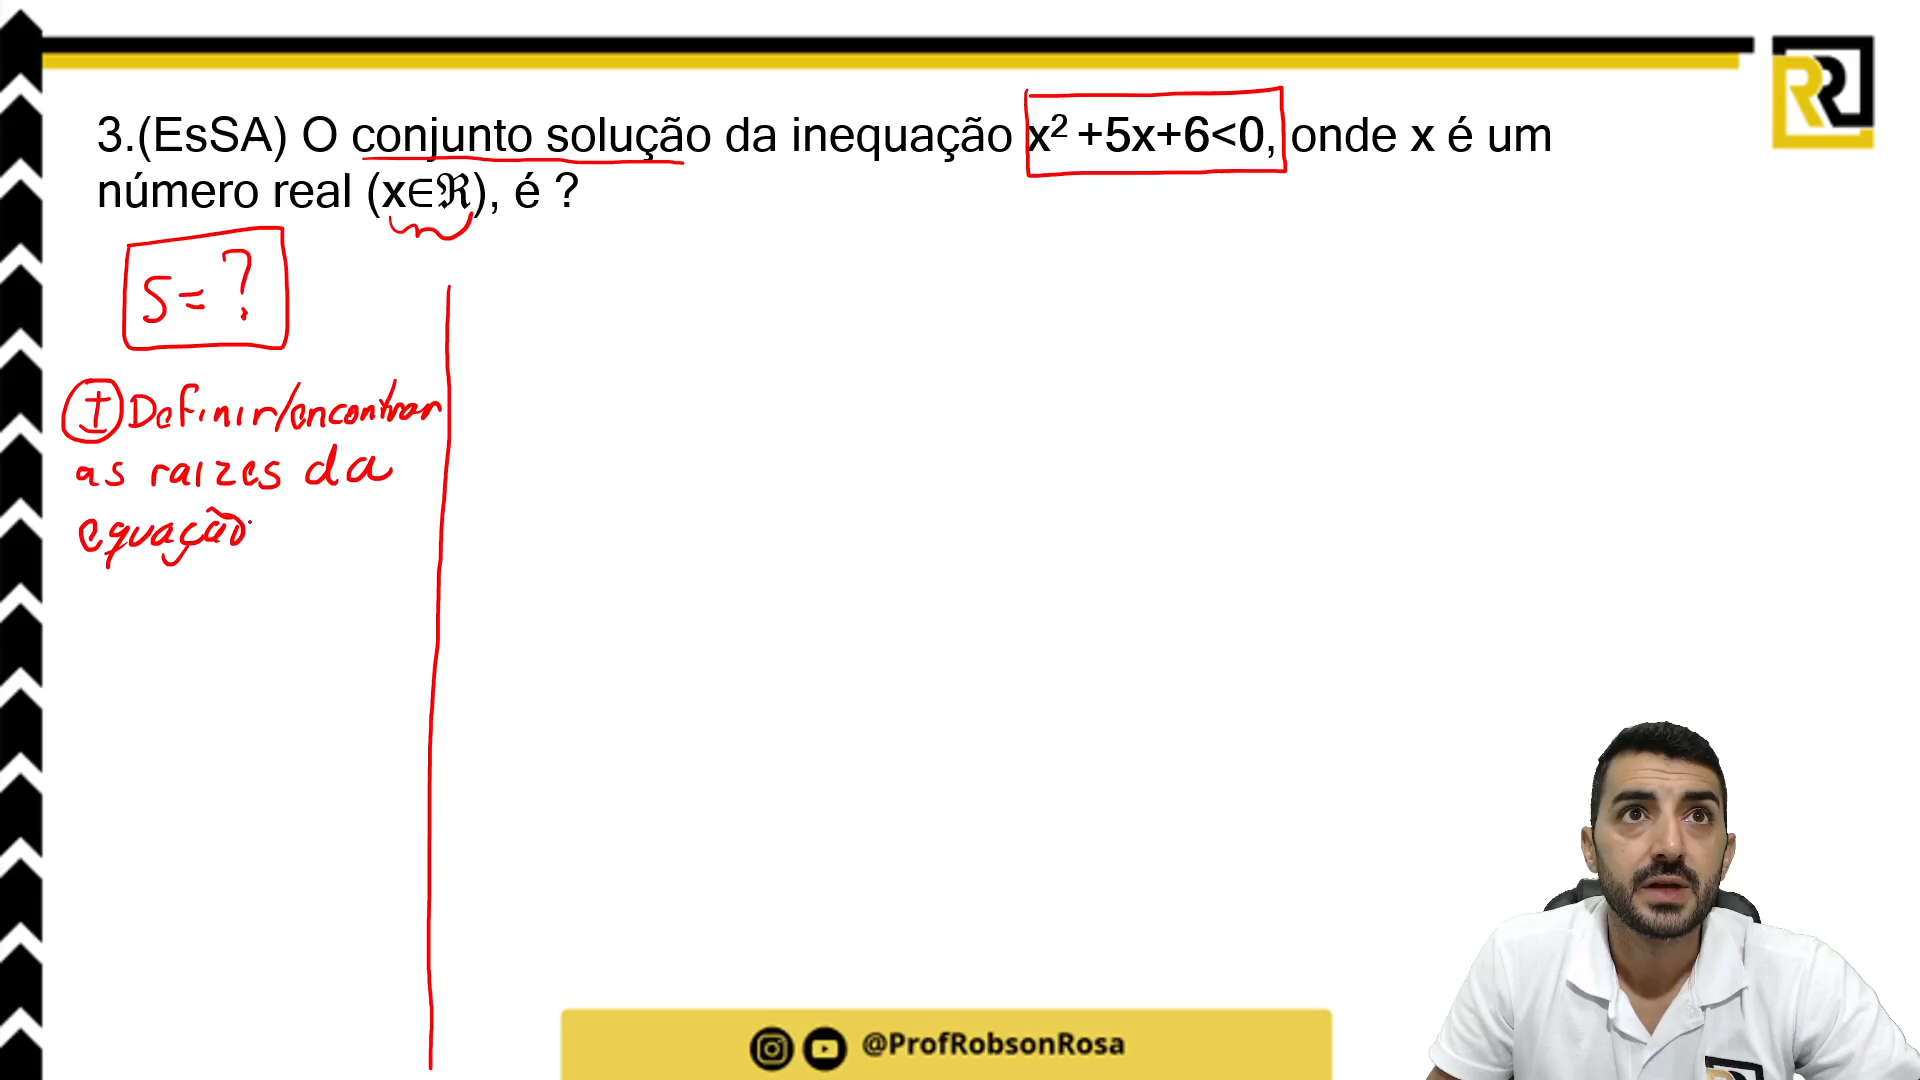 3.(EsSA) O conjunto solução da inequação x² +5x+6<0, onde x é um
número real (x∈ℜ), é ?
S = ?
I Definir/encontrar
as raizes da
equação
@ProfRobsonRosa